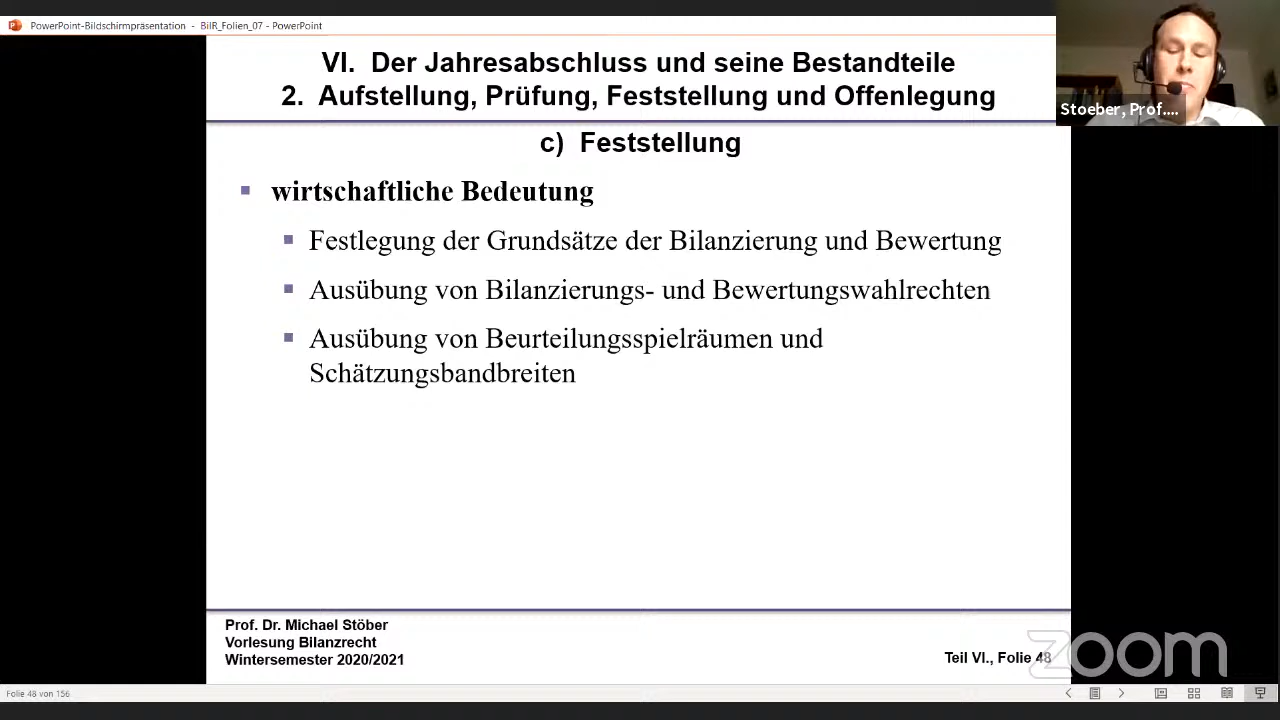 PowerPoint-Bildschirmpräsentation - BilR_Folien_07 - PowerPoint
VI. Der Jahresabschluss und seine Bestandteile
2. Aufstellung, Prüfung, Feststellung und Offenlegung
Stoeber, Prof....
c) Feststellung
wirtschaftliche Bedeutung
Festlegung der Grundsätze der Bilanzierung und Bewertung
Ausübung von Bilanzierungs- und Bewertungswahlrechten
Ausübung von Beurteilungsspielräumen und
Schätzungsbandbreiten
Prof. Dr. Michael Stöber
Vorlesung Bilanzrecht
Wintersemester 2020/2021
Teil VI., Folie 48
zoom
Folie 48 von 156